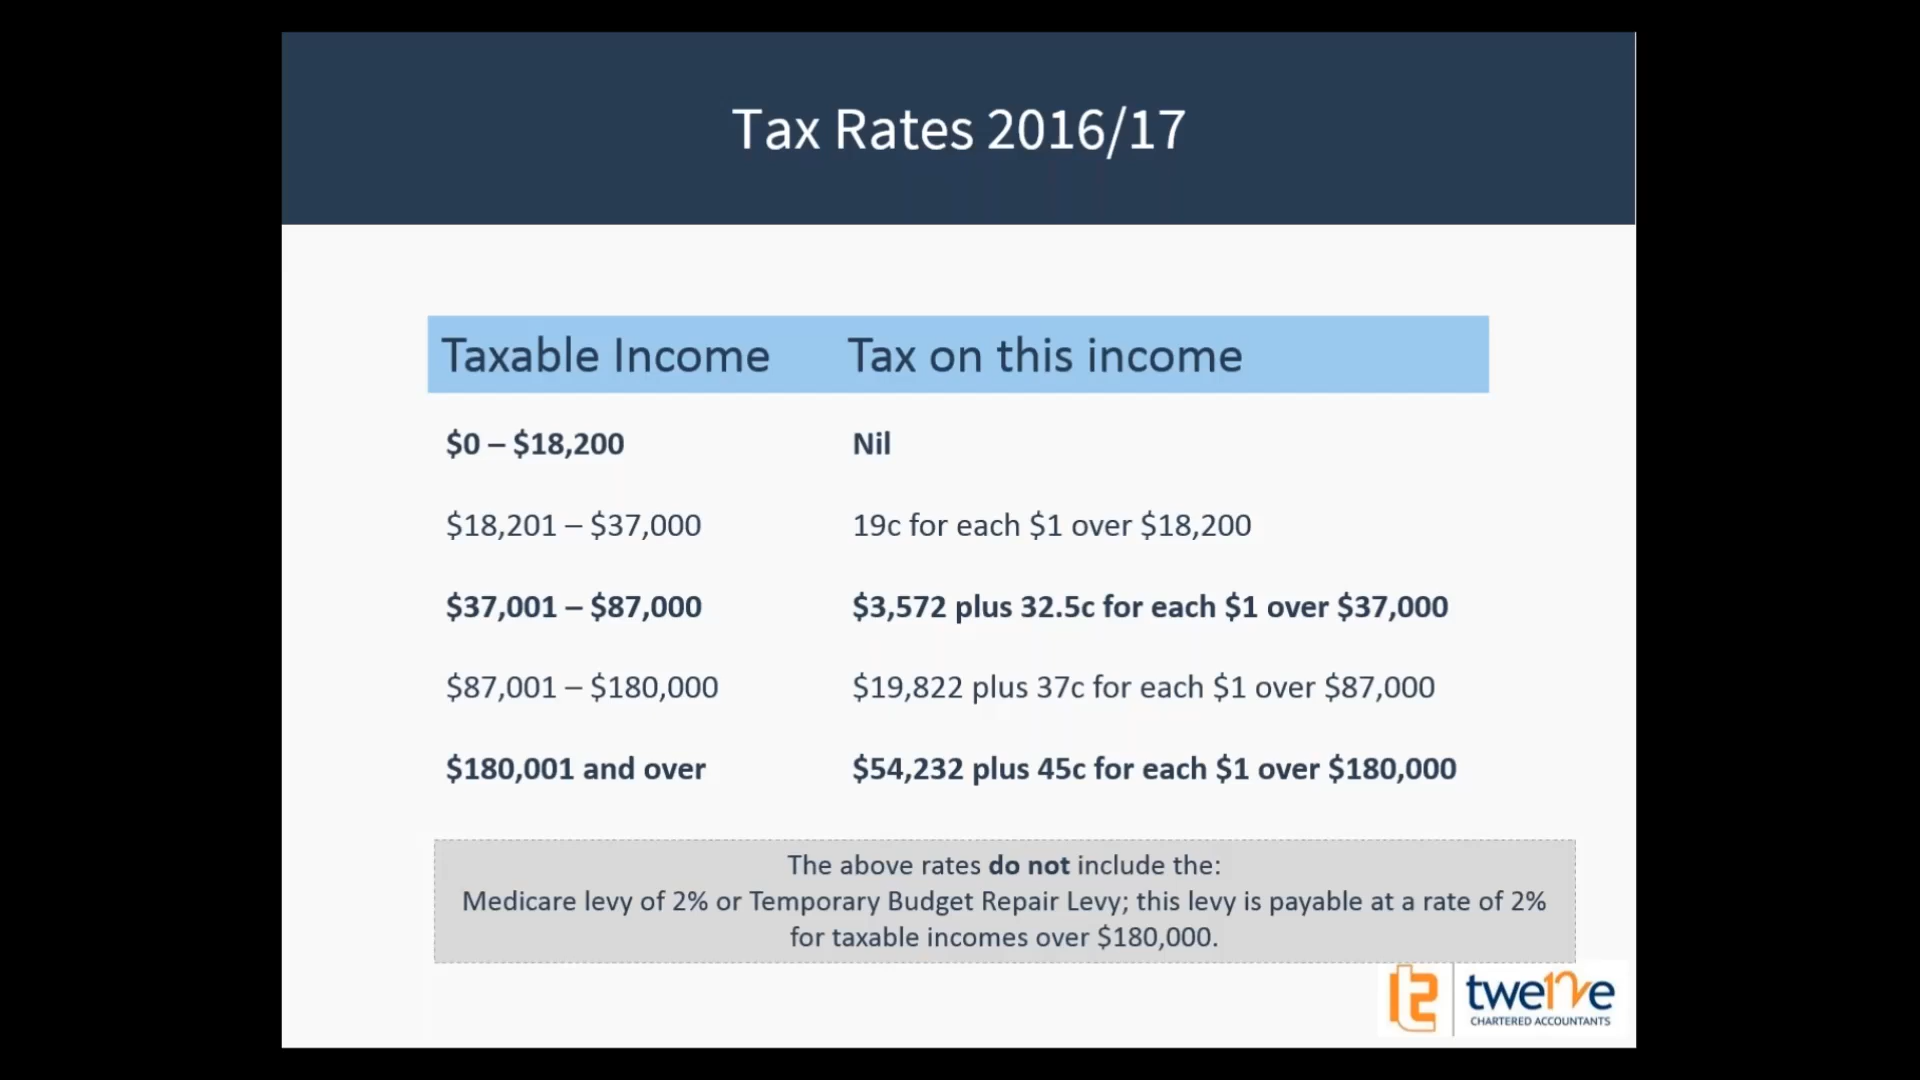 Tax Rates 2016/17
Taxable Income Tax on this income
$0 – $18,200 Nil
$18,201 – $37,000 19c for each $1 over $18,200
$37,001 – $87,000 $3,572 plus 32.5c for each $1 over $37,000
$87,001 – $180,000 $19,822 plus 37c for each $1 over $87,000
$180,001 and over $54,232 plus 45c for each $1 over $180,000
The above rates do not include the:
Medicare levy of 2% or Temporary Budget Repair Levy; this levy is payable at a rate of 2%
for taxable incomes over $180,000.
twe12ve
CHARTERED ACCOUNTANTS